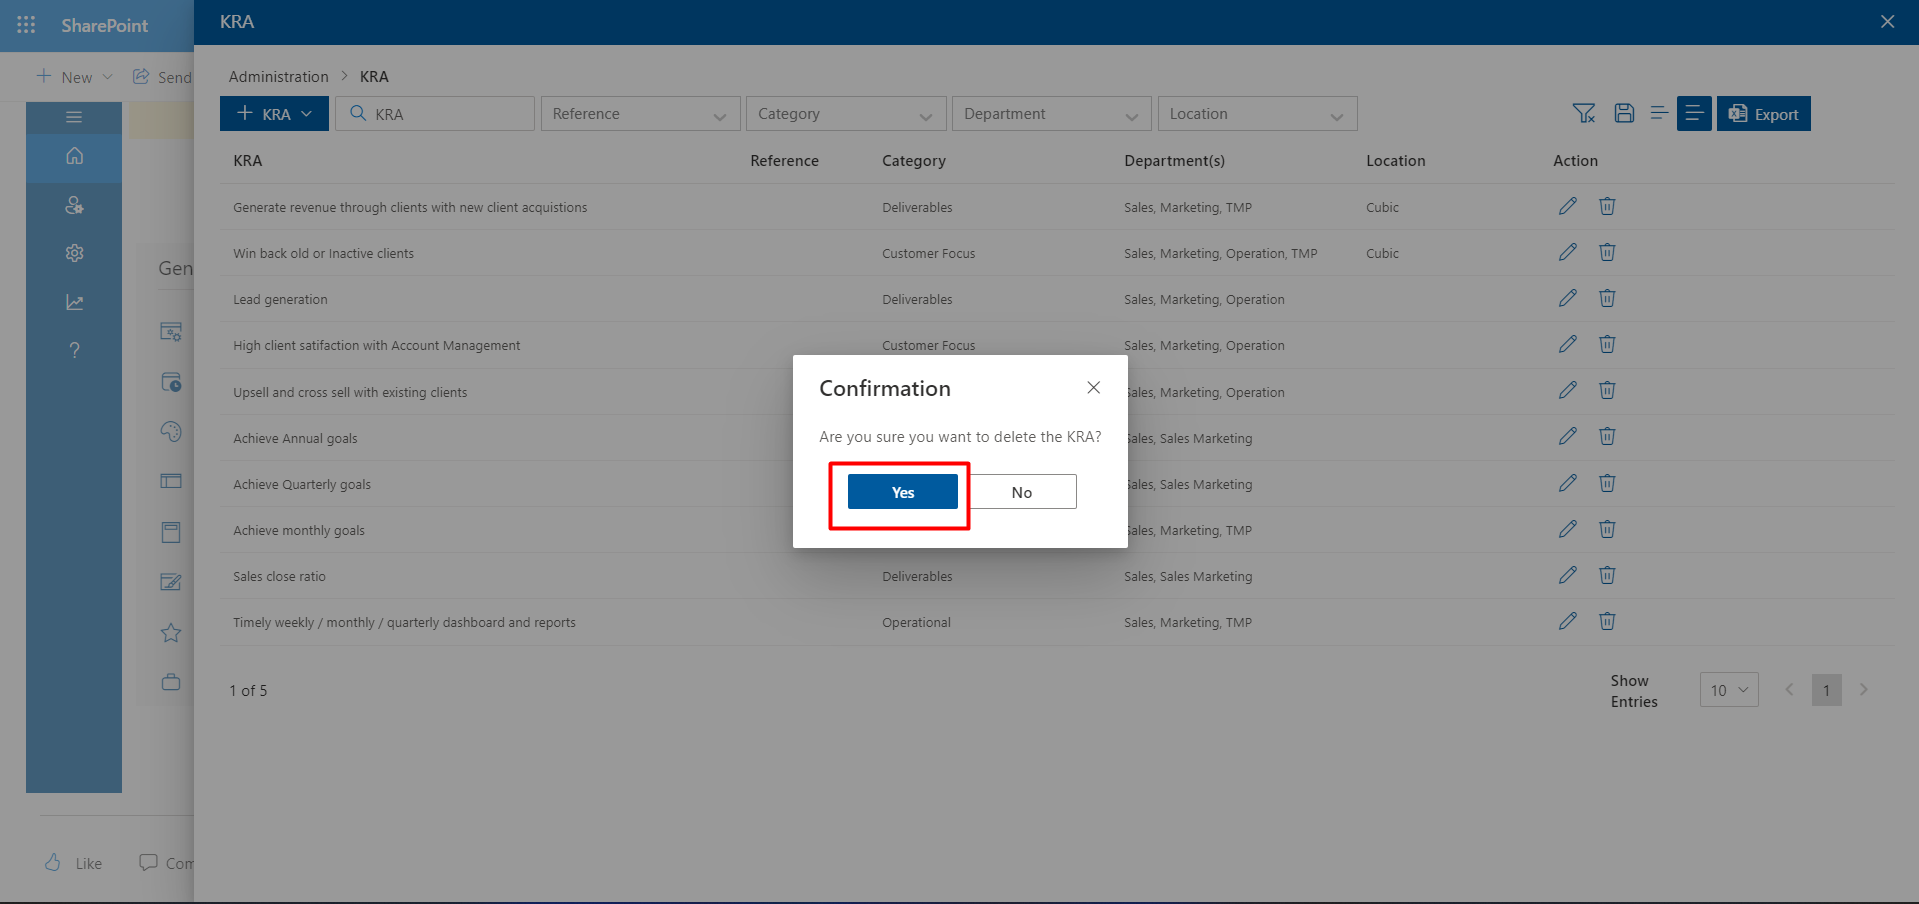 SharePoint
KRA
New
Send
Administration > KRA
+ KRA
KRA
Reference
Category
Department
Location
Export
KRA Reference Category Department(s) Location Action
Generate revenue through clients with new client acquistions Deliverables Sales, Marketing, TMP Cubic
Win back old or Inactive clients Customer Focus Sales, Marketing, Operation, TMP Cubic
Lead generation Deliverables Sales, Marketing, Operation
High client satifaction with Account Management Customer Focus Sales, Marketing, Operation
Upsell and cross sell with existing clients Sales, Marketing, Operation
Achieve Annual goals Sales, Sales Marketing
Achieve Quarterly goals Sales, Sales Marketing
Achieve monthly goals Sales, Marketing, TMP
Sales close ratio Deliverables Sales, Sales Marketing
Timely weekly / monthly / quarterly dashboard and reports Operational Sales, Marketing, TMP
Gen
Confirmation
Are you sure you want to delete the KRA?
Yes
No
1 of 5
Show
Entries
10
1
Like
Com